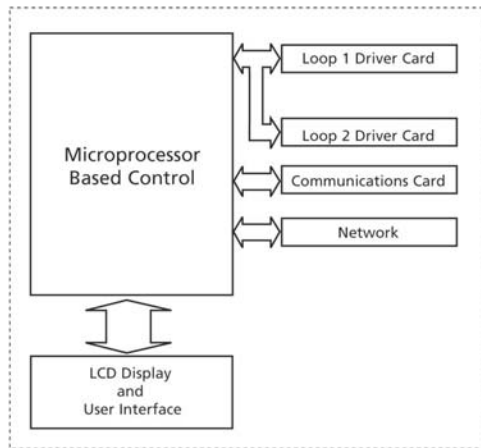 Microprocessor
Based Control
Loop 1 Driver Card
Loop 2 Driver Card
Communications Card
Network
LCD Display
and
User Interface